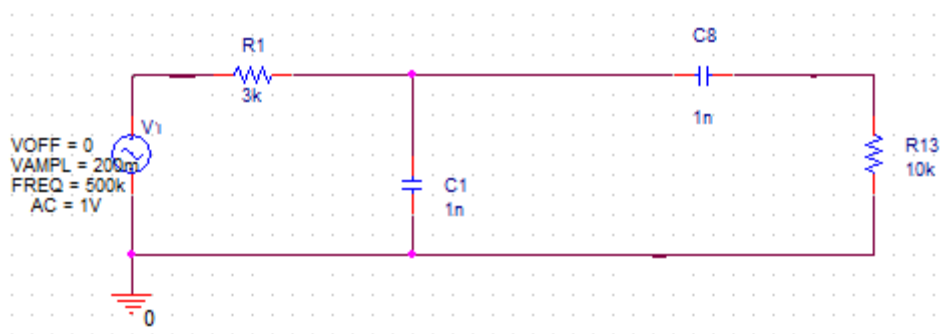 R1
3k
C8
1n
V1
VOFF = 0
VAMPL = 200m
FREQ = 500k
AC = 1V
C1
1n
R13
10k
0